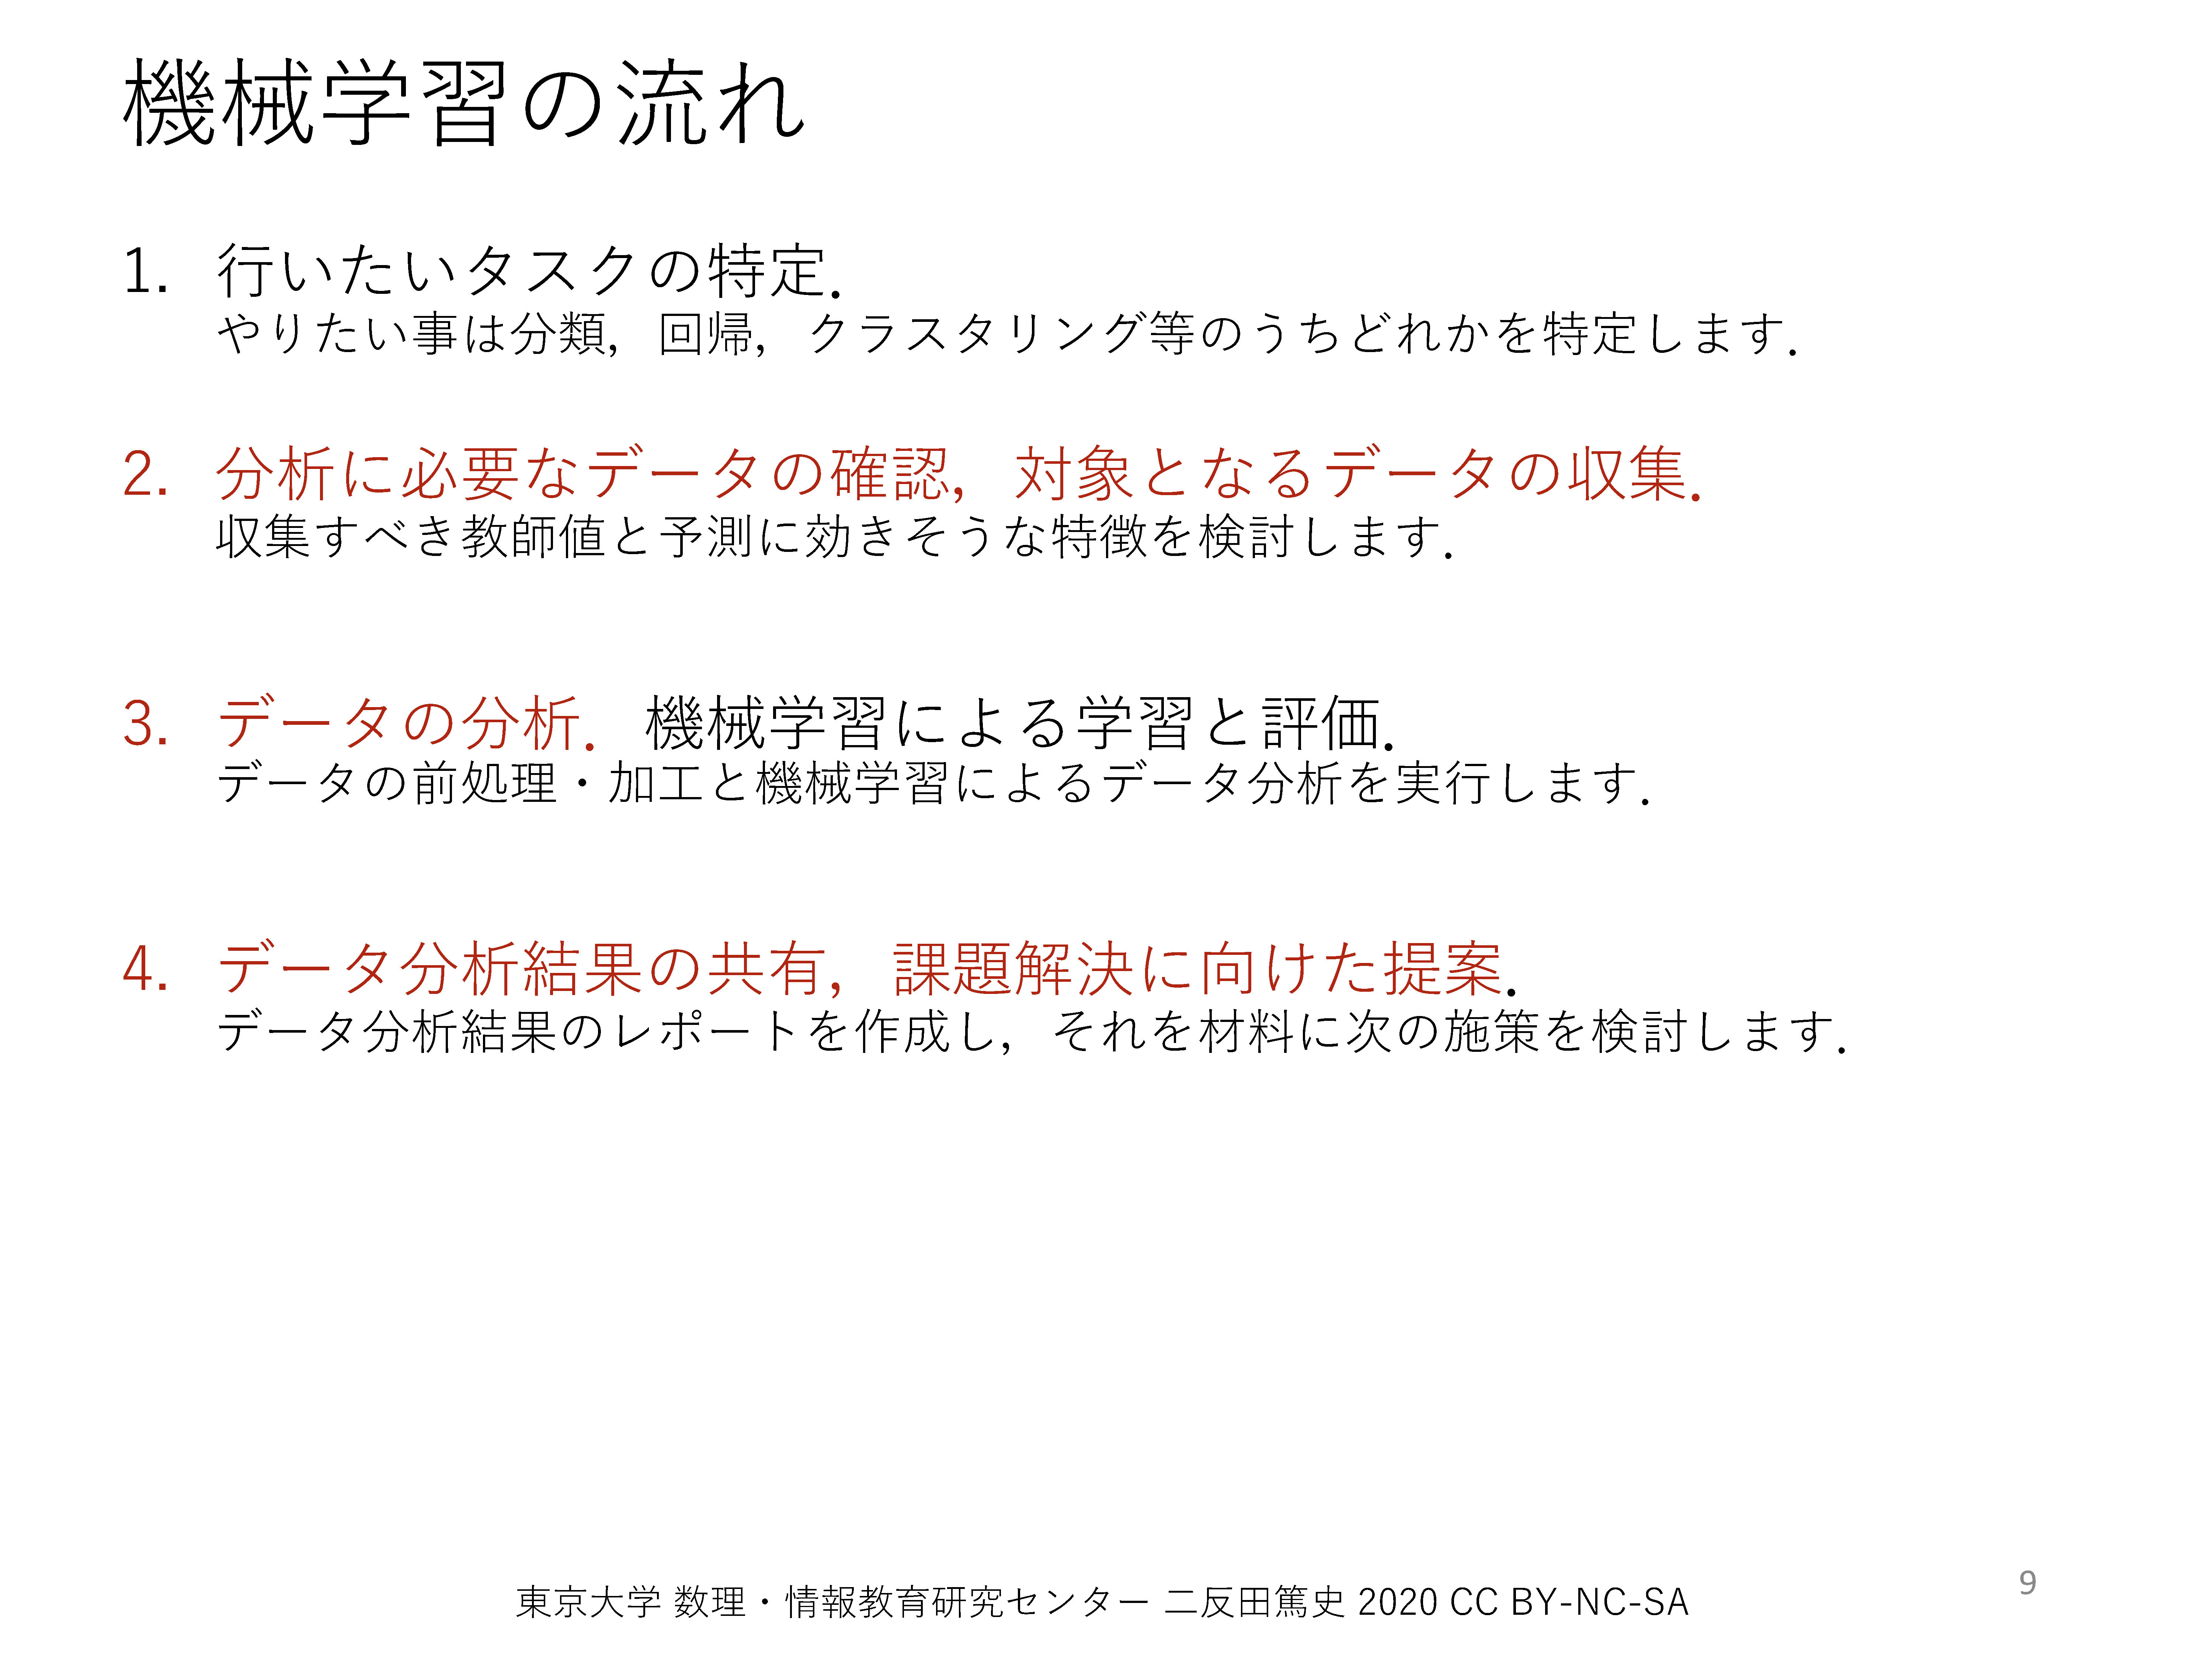 機械学習の流れ
1. 行いたいタスクの特定．
やりたい事は分類，回帰，クラスタリング等のうちどれかを特定します．
2. 分析に必要なデータの確認，対象となるデータの収集．
収集すべき教師値と予測に効きそうな特徴を検討します．
3. データの分析．機械学習による学習と評価．
データの前処理・加工と機械学習によるデータ分析を実行します．
4. データ分析結果の共有，課題解決に向けた提案．
データ分析結果のレポートを作成し，それを材料に次の施策を検討します．
東京大学 数理・情報教育研究センター 二反田篤史 2020 CC BY-NC-SA
9